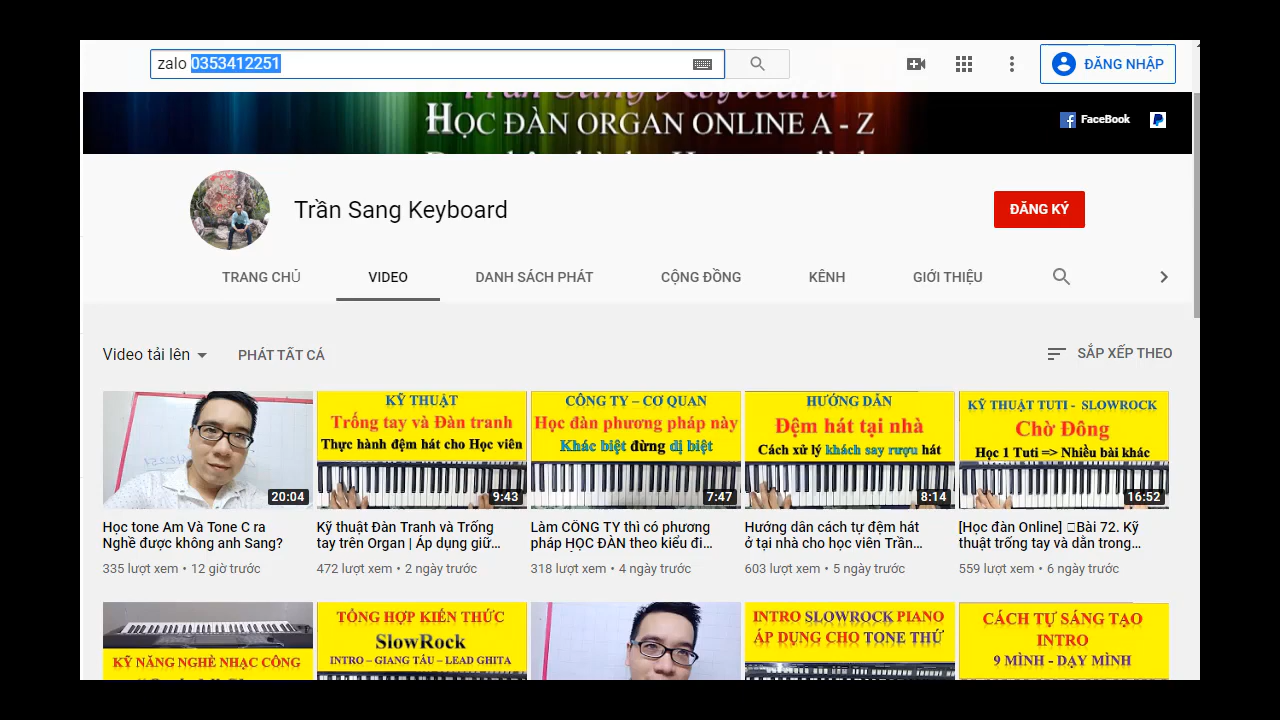 zalo 0353412251
ĐĂNG NHẬP
HỌC ĐÀN ORGAN ONLINE A - Z
FaceBook
Trần Sang Keyboard
ĐĂNG KÝ
TRANG CHỦ
VIDEO
DANH SÁCH PHÁT
CỘNG ĐỒNG
KÊNH
GIỚI THIỆU
Video tải lên
PHÁT TẤT CẢ
SẮP XẾP THEO
20:04
Học tone Am Và Tone C ra
Nghề được không anh Sang?
335 lượt xem • 12 giờ trước
KỸ THUẬT
Trống tay và Đàn tranh
Thực hành đệm hát cho Học viên
9:43
Kỹ thuật Đàn Tranh và Trống
tay trên Organ | Áp dụng giữ...
472 lượt xem • 2 ngày trước
CÔNG TY – CƠ QUAN
Học đàn phương pháp này
Khác biệt đừng dị biệt
7:47
Làm CÔNG TY thì có phương
pháp HỌC ĐÀN theo kiểu đi...
318 lượt xem • 4 ngày trước
HƯỚNG DẪN
Đệm hát tại nhà
Cách xử lý khách say rượu hát
8:14
Hướng dân cách tự đệm hát
ở tại nhà cho học viên Trần...
603 lượt xem • 5 ngày trước
KỸ THUẬT TUTI - SLOWROCK
Chờ Đông
Học 1 Tuti => Nhiều bài khác
16:52
[Học đàn Online] Bài 72. Kỹ
thuật trống tay và dằn trong...
559 lượt xem • 6 ngày trước
KỸ NĂNG NGHỀ NHẠC CÔNG
TỔNG HỢP KIẾN THỨC
SlowRock
INTRO – GIANG TẤU – LEAD GHITA
INTRO SLOWROCK PIANO
ÁP DỤNG CHO TONE THỨ
CÁCH TỰ SÁNG TẠO
INTRO
9 MÌNH - DẠY MÌNH